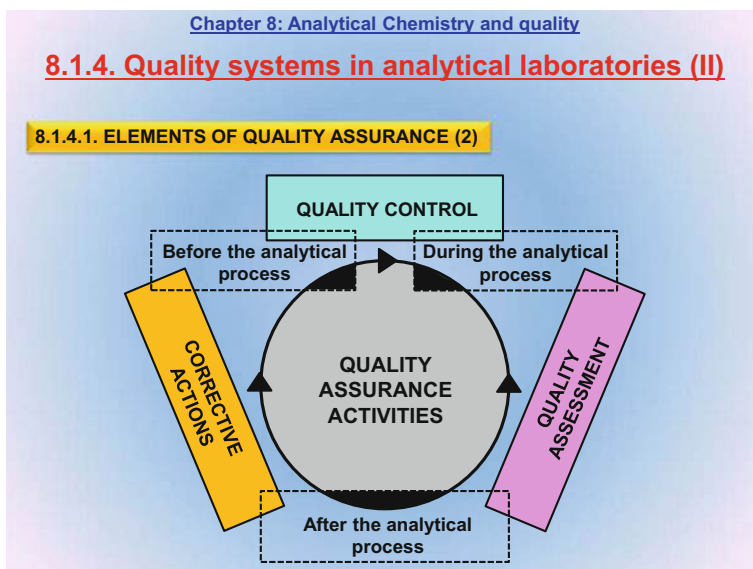 Chapter 8: Analytical Chemistry and quality
8.1.4. Quality systems in analytical laboratories (II)
8.1.4.1. ELEMENTS OF QUALITY ASSURANCE (2)
QUALITY CONTROL
Before the analytical
process
During the analytical
process
CORRECTIVE
ACTIONS
QUALITY
ASSURANCE
ACTIVITIES
QUALITY
ASSESSMENT
After the analytical
process